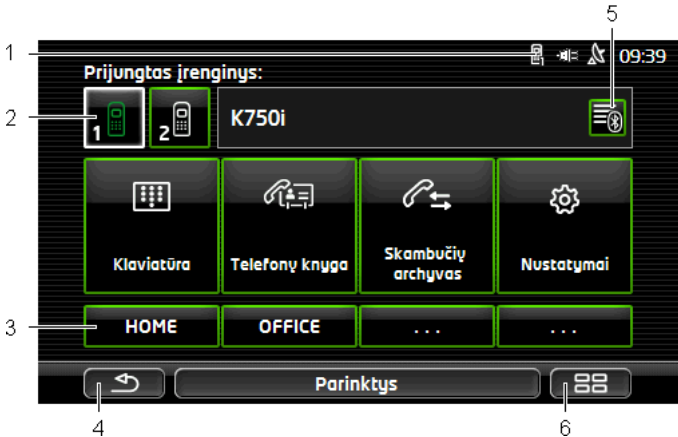 5
1
09:39
Prijungtas įrenginys:
2
1
2
K750i
Klaviatūra
Telefonų knyga
Skambučių
archyvas
Nustatymai
3
HOME
OFFICE
...
...
Parinktys
4
6